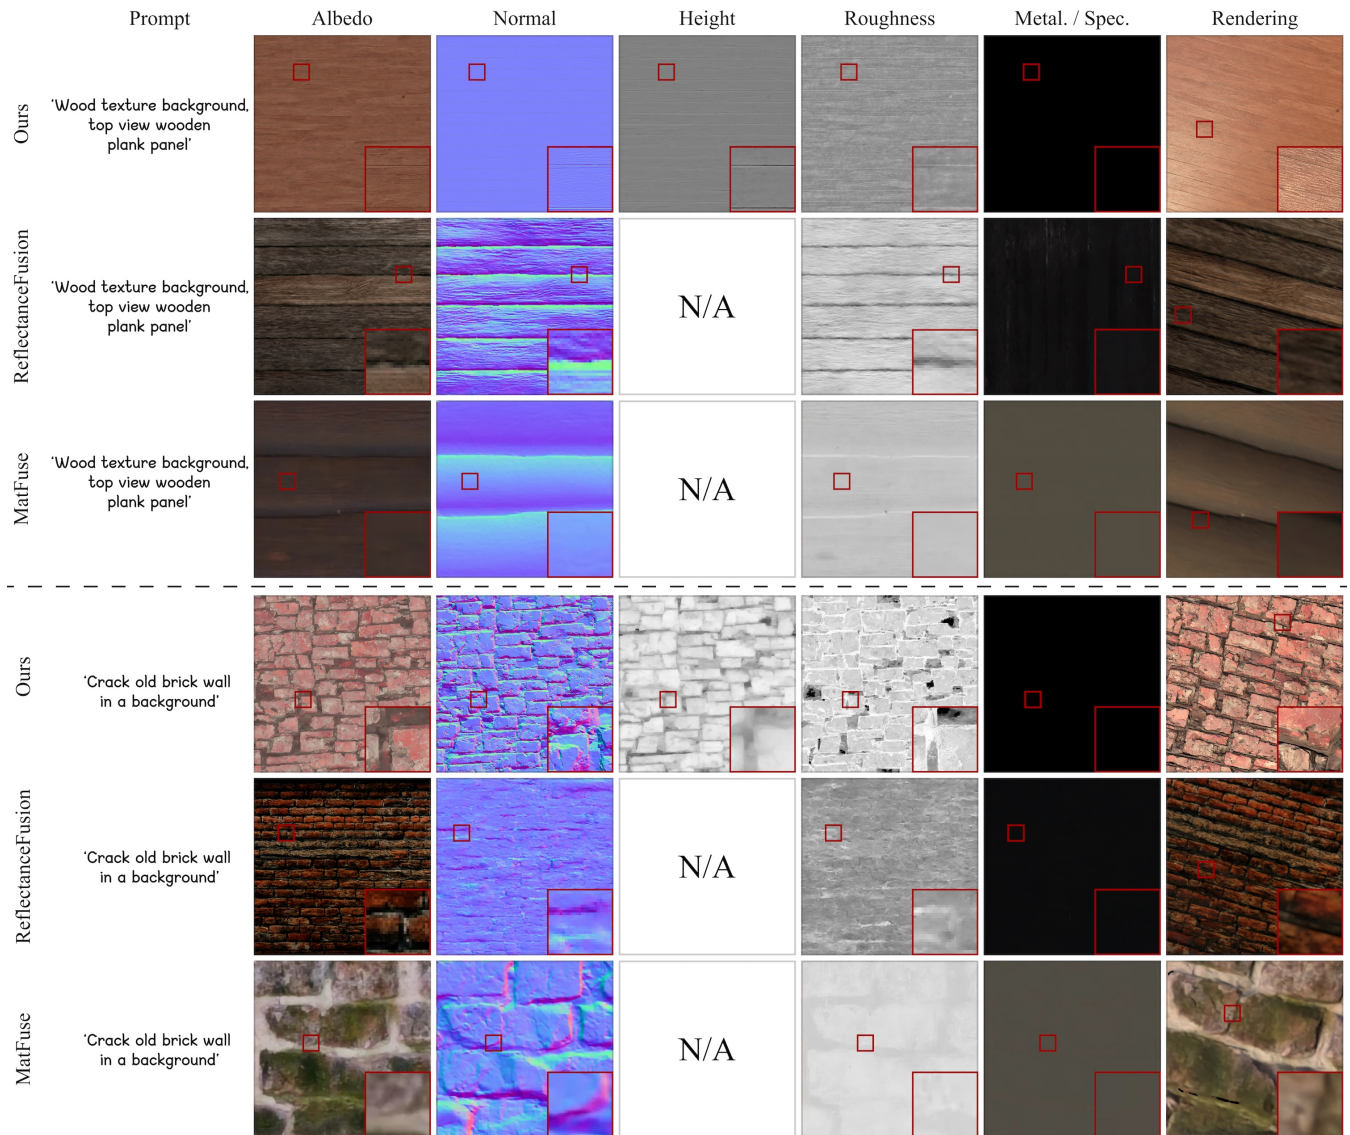 Prompt Albedo Normal Height Roughness Metal. / Spec. Rendering
Ours
‘Wood texture background,
top view wooden
plank panel’
ReflectanceFusion
‘Wood texture background,
top view wooden
plank panel’
N/A
MatFuse
‘Wood texture background,
top view wooden
plank panel’
N/A
Ours
‘Crack old brick wall
in a background’
ReflectanceFusion
‘Crack old brick wall
in a background’
N/A
MatFuse
‘Crack old brick wall
in a background’
N/A